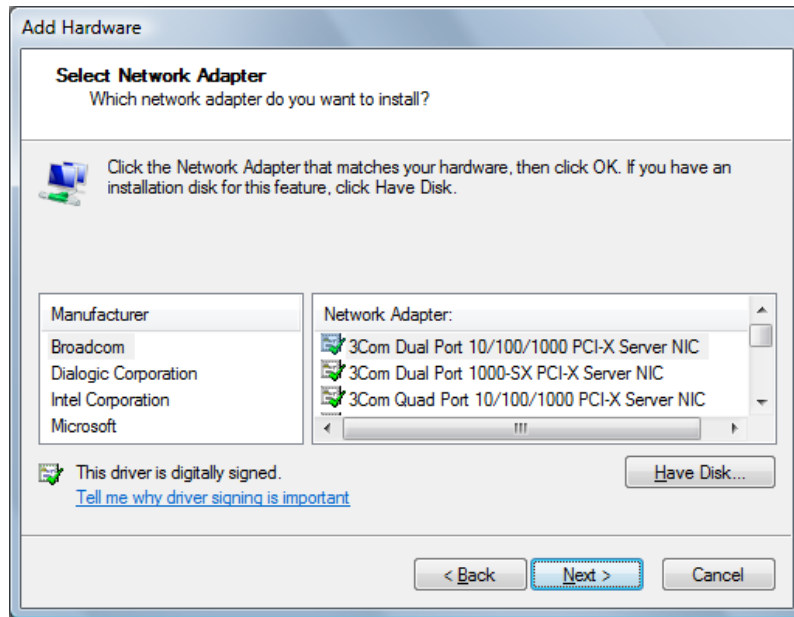 Add Hardware
Select Network Adapter
Which network adapter do you want to install?
Click the Network Adapter that matches your hardware, then click OK. If you have an
installation disk for this feature, click Have Disk.
Manufacturer
Broadcom
Dialogic Corporation
Intel Corporation
Microsoft
Network Adapter:
3Com Dual Port 10/100/1000 PCI-X Server NIC
3Com Dual Port 1000-SX PCI-X Server NIC
3Com Quad Port 10/100/1000 PCI-X Server NIC
This driver is digitally signed.
Tell me why driver signing is important
Have Disk...
< Back
Next >
Cancel